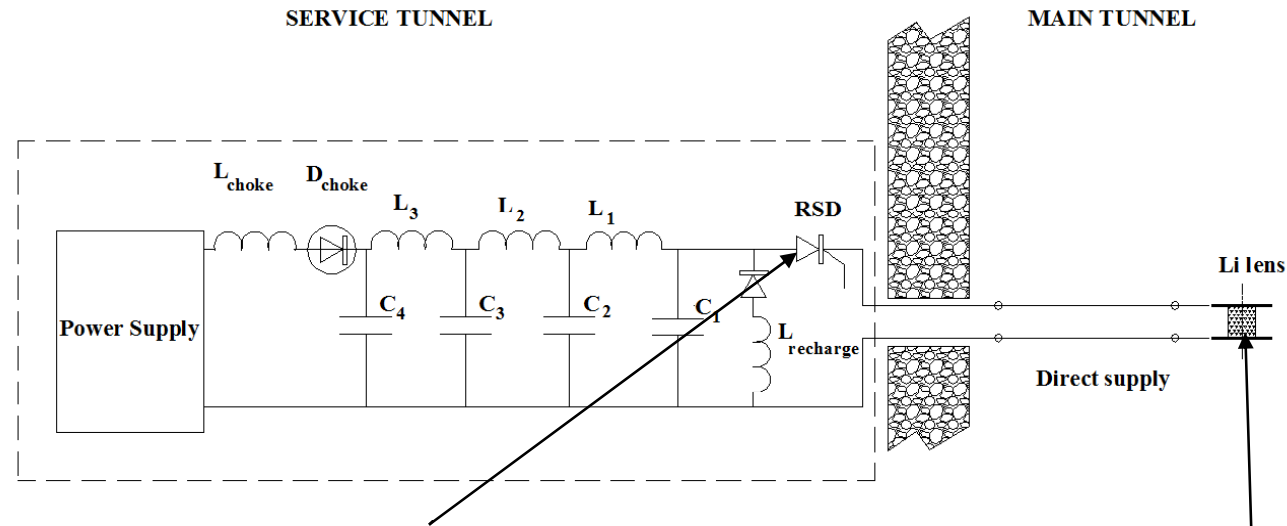 SERVICE TUNNEL
MAIN TUNNEL
L choke
D choke
L 3
L 2
L 1
RSD
Li lens
Power Supply
C 4
C 3
C 2
C 1
L recharge
Direct supply